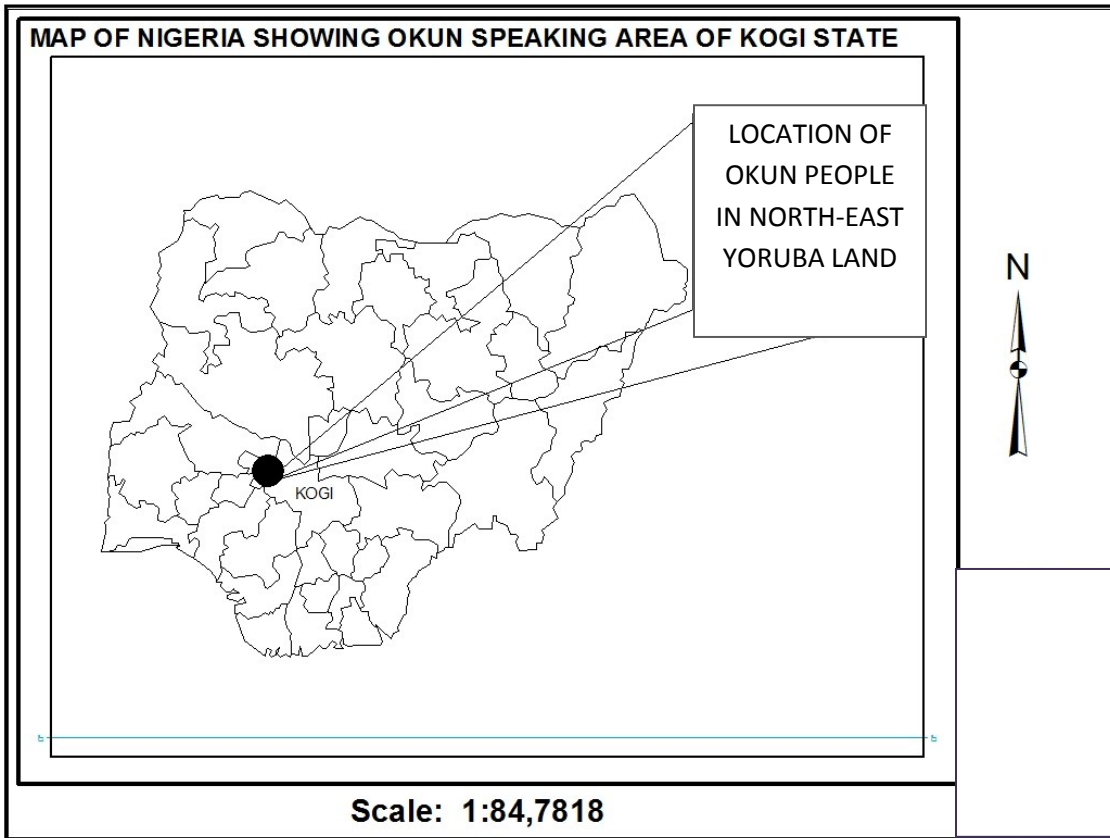 MAP OF NIGERIA SHOWING OKUN SPEAKING AREA OF KOGI STATE
LOCATION OF
OKUN PEOPLE
IN NORTH-EAST
YORUBA LAND
N
KOGI
Scale: 1:84,7818